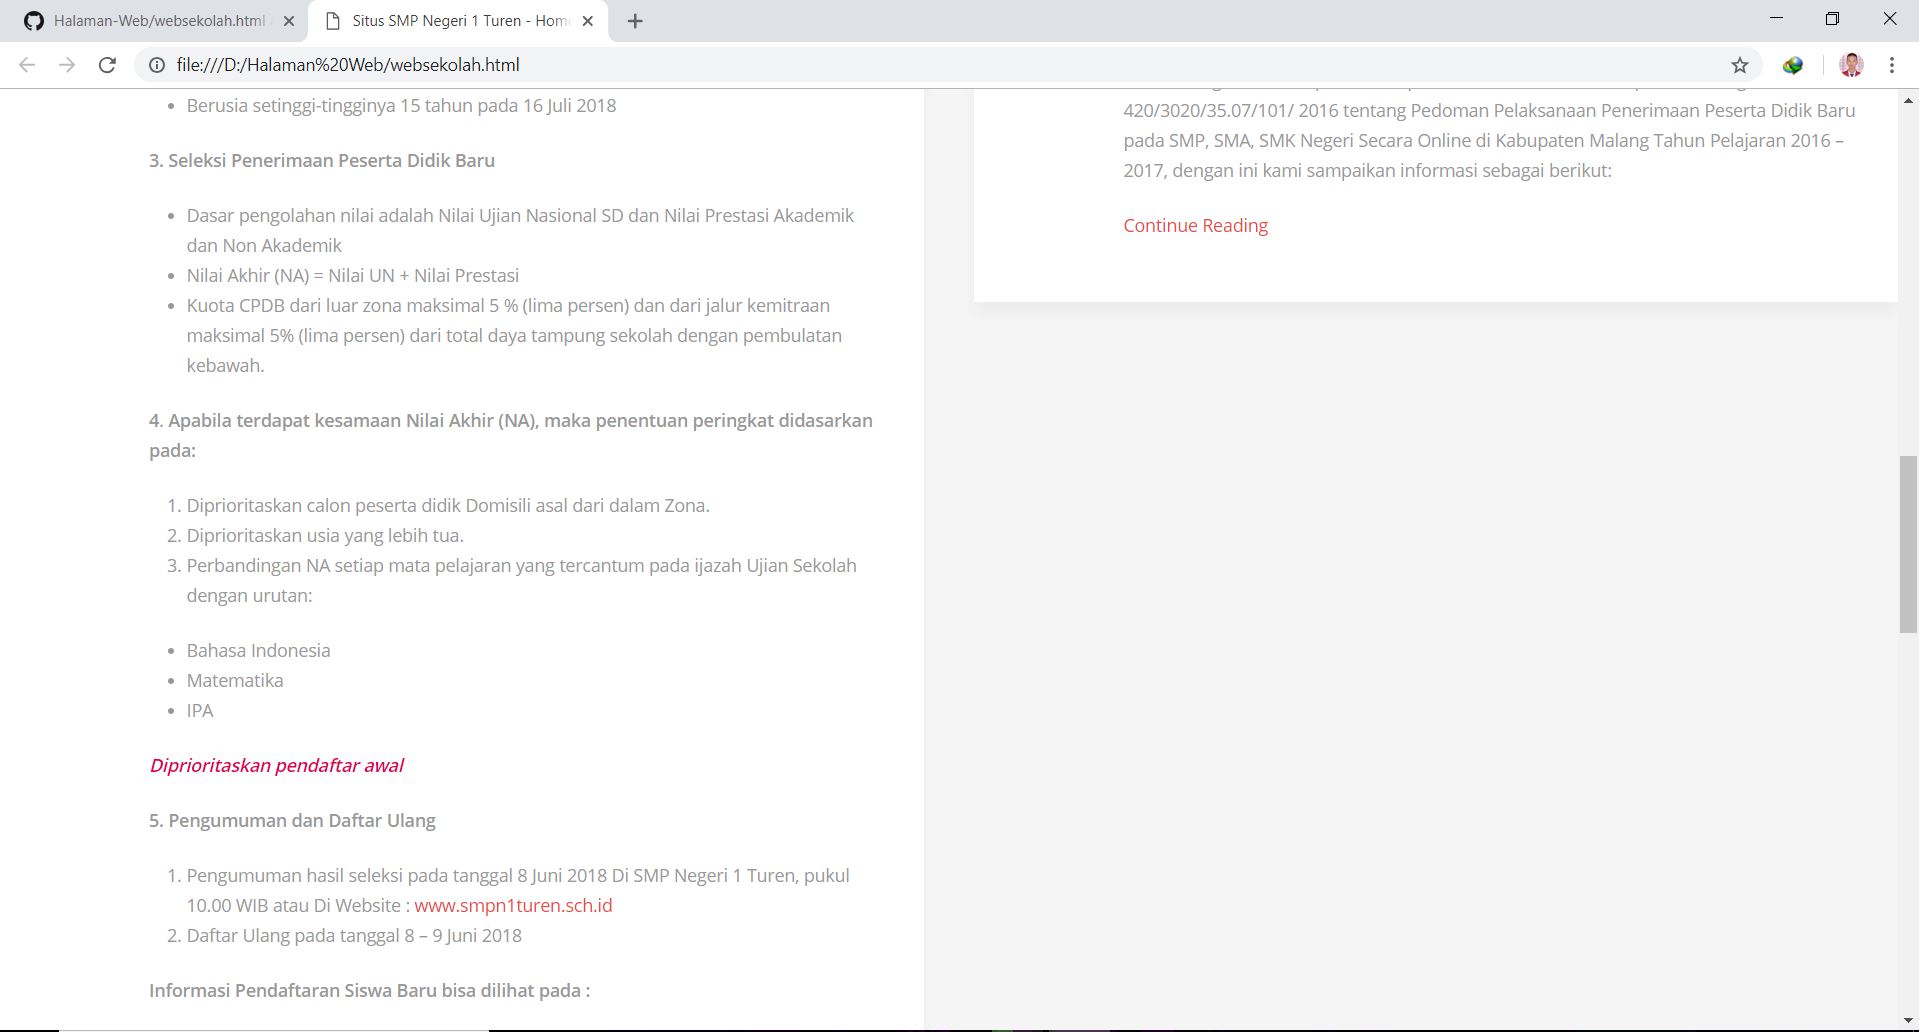 Halaman-Web/websekolah.html
Situs SMP Negeri 1 Turen - Hom
file:///D:/Halaman%20Web/websekolah.html
• Berusia setinggi-tingginya 15 tahun pada 16 Juli 2018
3. Seleksi Penerimaan Peserta Didik Baru
• Dasar pengolahan nilai adalah Nilai Ujian Nasional SD dan Nilai Prestasi Akademik
dan Non Akademik
• Nilai Akhir (NA) = Nilai UN + Nilai Prestasi
• Kuota CPDB dari luar zona maksimal 5 % (lima persen) dan dari jalur kemitraan
maksimal 5% (lima persen) dari total daya tampung sekolah dengan pembulatan
kebawah.
4. Apabila terdapat kesamaan Nilai Akhir (NA), maka penentuan peringkat didasarkan
pada:
1. Diprioritaskan calon peserta didik Domisili asal dari dalam Zona.
2. Diprioritaskan usia yang lebih tua.
3. Perbandingan NA setiap mata pelajaran yang tercantum pada ijazah Ujian Sekolah
dengan urutan:
• Bahasa Indonesia
• Matematika
• IPA
Diprioritaskan pendaftar awal
5. Pengumuman dan Daftar Ulang
1. Pengumuman hasil seleksi pada tanggal 8 Juni 2018 Di SMP Negeri 1 Turen, pukul
10.00 WIB atau Di Website : www.smpn1turen.sch.id
2. Daftar Ulang pada tanggal 8 – 9 Juni 2018
Informasi Pendaftaran Siswa Baru bisa dilihat pada :
420/3020/35.07/101/ 2016 tentang Pedoman Pelaksanaan Penerimaan Peserta Didik Baru
pada SMP, SMA, SMK Negeri Secara Online di Kabupaten Malang Tahun Pelajaran 2016 –
2017, dengan ini kami sampaikan informasi sebagai berikut:
Continue Reading